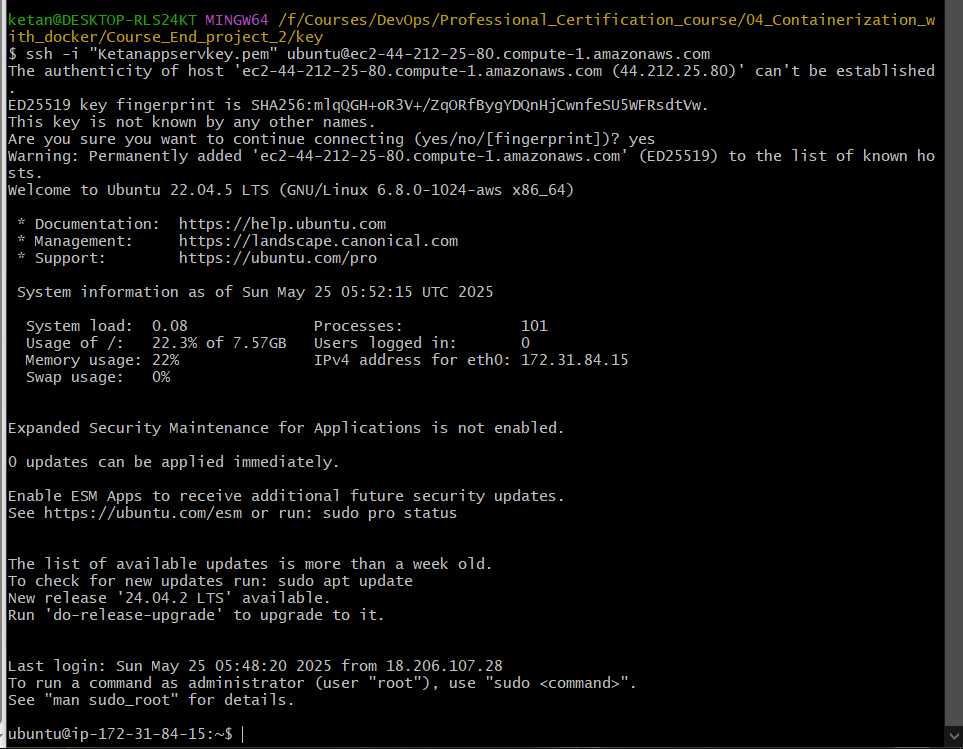 ketan@DESKTOP-RLS24KT MINGW64 /f/Courses/DevOps/Professional_Certification_course/04_Containerization_w
ith_docker/Course_End_project_2/key
$ ssh -i "Ketanappservkey.pem" ubuntu@ec2-44-212-25-80.compute-1.amazonaws.com
The authenticity of host 'ec2-44-212-25-80.compute-1.amazonaws.com (44.212.25.80)' can't be established
.
ED25519 key fingerprint is SHA256:mlqQGH+oR3V+/ZqORfBygYDQnHjCwnfeSU5WFRsdtVw.
This key is not known by any other names.
Are you sure you want to continue connecting (yes/no/[fingerprint])? yes
Warning: Permanently added 'ec2-44-212-25-80.compute-1.amazonaws.com' (ED25519) to the list of known ho
sts.
Welcome to Ubuntu 22.04.5 LTS (GNU/Linux 6.8.0-1024-aws x86_64)

 * Documentation:  https://help.ubuntu.com
 * Management:     https://landscape.canonical.com
 * Support:        https://ubuntu.com/pro

 System information as of Sun May 25 05:52:15 UTC 2025

  System load:  0.08              Processes:             101
  Usage of /:   22.3% of 7.57GB   Users logged in:       0
  Memory usage: 22%               IPv4 address for eth0: 172.31.84.15
  Swap usage:   0%

Expanded Security Maintenance for Applications is not enabled.

0 updates can be applied immediately.

Enable ESM Apps to receive additional future security updates.
See https://ubuntu.com/esm or run: sudo pro status

The list of available updates is more than a week old.
To check for new updates run: sudo apt update
New release '24.04.2 LTS' available.
Run 'do-release-upgrade' to upgrade to it.

Last login: Sun May 25 05:48:20 2025 from 18.206.107.28
To run a command as administrator (user "root"), use "sudo <command>".
See "man sudo_root" for details.

ubuntu@ip-172-31-84-15:~$